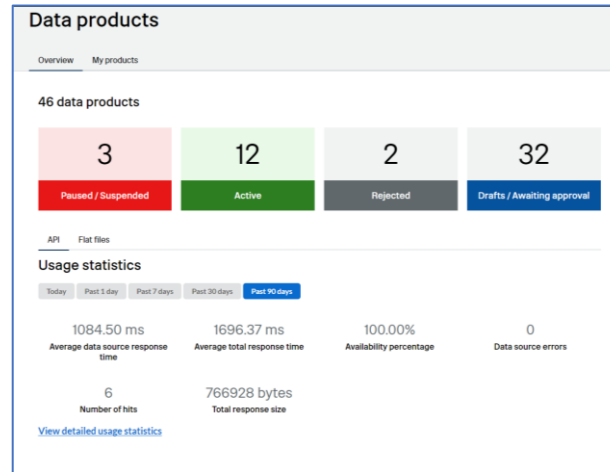 Data products
Overview My products
46 data products
3 12 2 32
Paused / Suspended Active Rejected Drafts / Awaiting approval
API Flat files
Usage statistics
Today Past 1 day Past 7 days Past 30 days Past 90 days
1084.50 ms 1696.37 ms 100.00% 0
Average data source response Average total response time Availability percentage Data source errors
time
6 766928 bytes
Number of hits Total response size
View detailed usage statistics